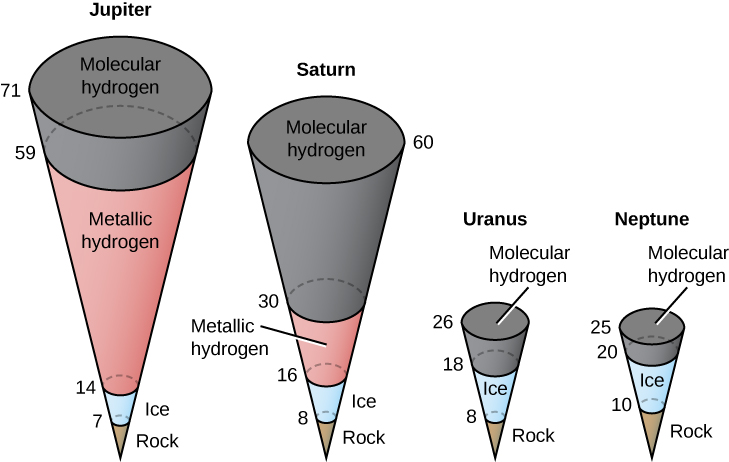 Jupiter
Molecular
hydrogen
71
59
Metallic
hydrogen
14
7
Ice
Rock
Saturn
Molecular
hydrogen
60
30
Metallic
hydrogen
16
8
Ice
Rock
Uranus
Molecular
hydrogen
26
18
Ice
8
Rock
Neptune
Molecular
hydrogen
25
20
Ice
10
Rock